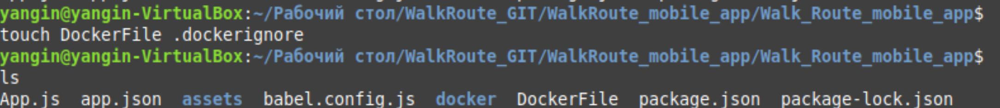 yangin@yangin-VirtualBox:~/Рабочий стол/WalkRoute_GIT/WalkRoute_mobile_app/Walk_Route_mobile_app$
touch DockerFile .dockerignore
yangin@yangin-VirtualBox:~/Рабочий стол/WalkRoute_GIT/WalkRoute_mobile_app/Walk_Route_mobile_app$
ls
App.js app.json assets babel.config.js docker DockerFile package.json package-lock.json